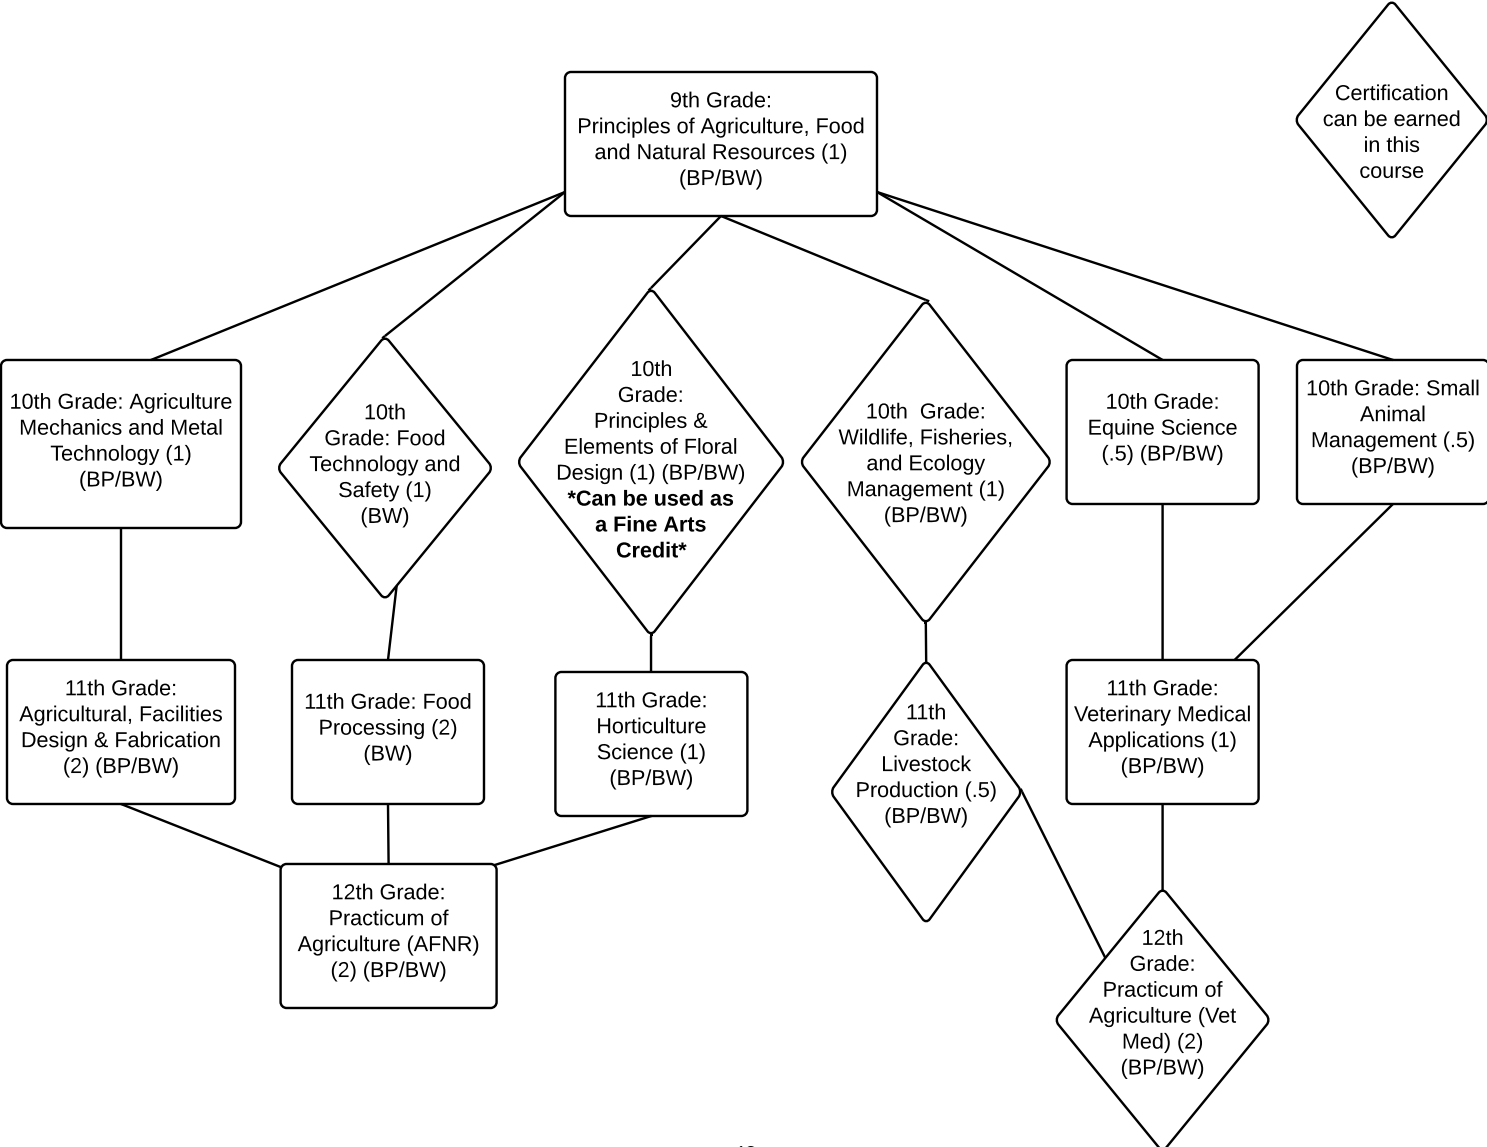 9th Grade:
Principles of Agriculture, Food
and Natural Resources (1)
(BP/BW)
Certification
can be earned
in this
course
10th Grade: Agriculture
Mechanics and Metal
Technology (1)
(BP/BW)
10th
Grade: Food
Technology and
Safety (1)
(BW)
10th
Grade:
Principles &
Elements of Floral
Design (1) (BP/BW)
*Can be used as
a Fine Arts
Credit*
10th  Grade:
Wildlife, Fisheries,
and Ecology
Management (1)
(BP/BW)
10th Grade:
Equine Science
(.5) (BP/BW)
10th Grade: Small
Animal
Management (.5)
(BP/BW)
11th Grade:
Agricultural, Facilities
Design & Fabrication
(2) (BP/BW)
11th Grade: Food
Processing (2)
(BW)
11th Grade:
Horticulture
Science (1)
(BP/BW)
11th
Grade:
Livestock
Production (.5)
(BP/BW)
11th Grade:
Veterinary Medical
Applications (1)
(BP/BW)
12th Grade:
Practicum of
Agriculture (AFNR)
(2) (BP/BW)
12th
Grade:
Practicum of
Agriculture (Vet
Med) (2)
(BP/BW)